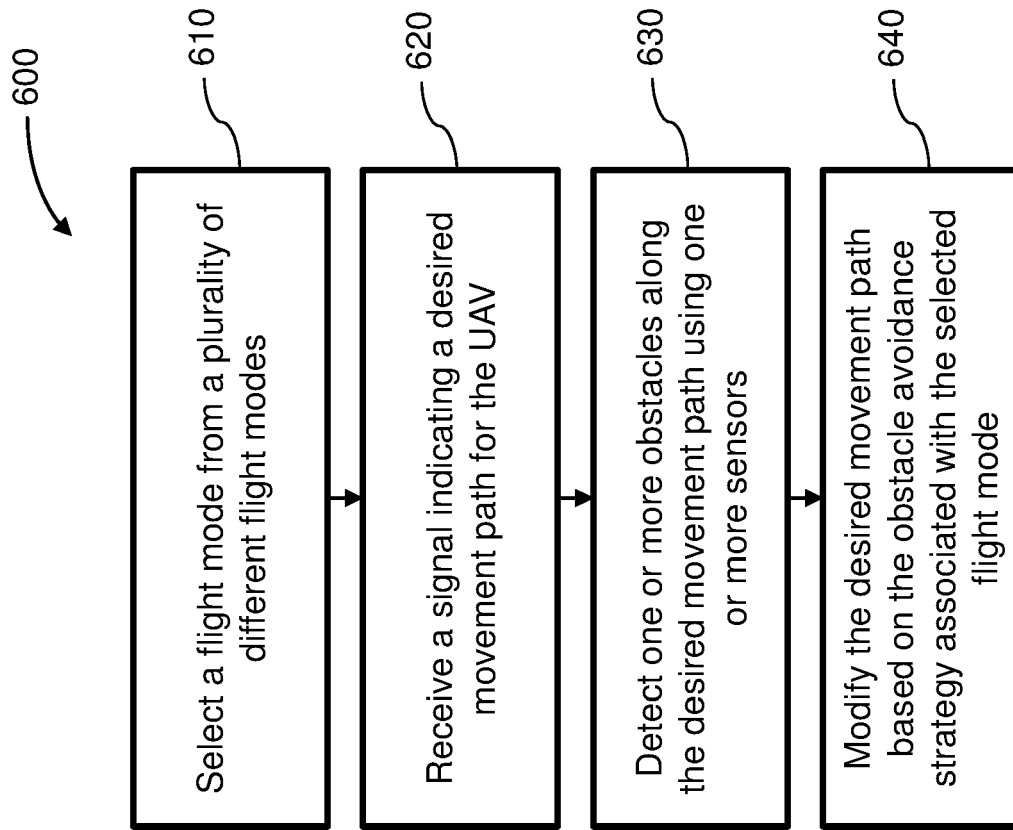 600
610
Select a flight mode from a plurality of
different flight modes
620
Receive a signal indicating a desired
movement path for the UAV
630
Detect one or more obstacles along
the desired movement path using one
or more sensors
640
Modify the desired movement path
based on the obstacle avoidance
strategy associated with the selected
flight mode